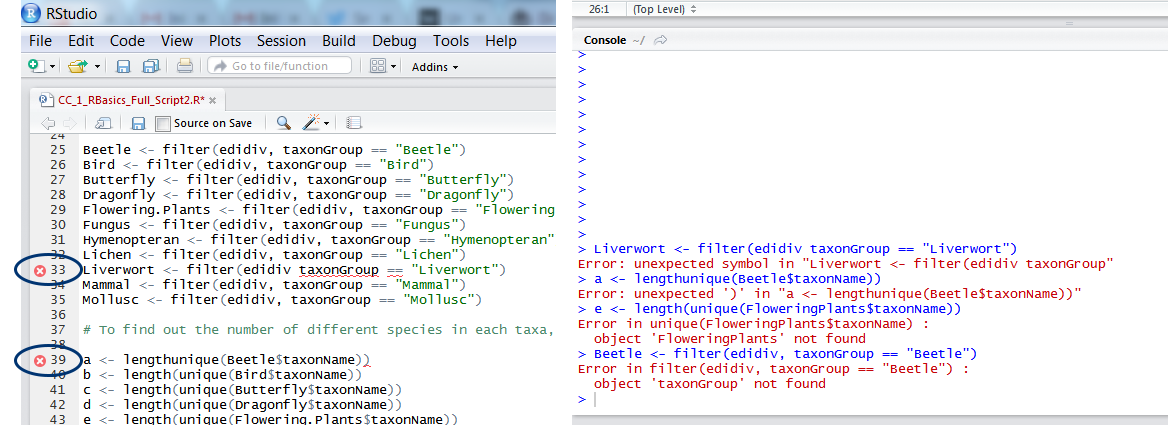 RStudio
File Edit Code View Plots Session Build Debug Tools Help
Go to file/function
Addins
CC_1_RBasics_Full_Script2.R*
Source on Save
24
25 Beetle <- filter(edidiv, taxonGroup == "Beetle")
26 Bird <- filter(edidiv, taxonGroup == "Bird")
27 Butterfly <- filter(edidiv, taxonGroup == "Butterfly")
28 Dragonfly <- filter(edidiv, taxonGroup == "Dragonfly")
29 Flowering.Plants <- filter(edidiv, taxonGroup == "Flowering
30 Fungus <- filter(edidiv, taxonGroup == "Fungus")
31 Hymenopteran <- filter(edidiv, taxonGroup == "Hymenopteran"
32 Lichen <- filter(edidiv, taxonGroup == "Lichen")
33 Liverwort <- filter(edidiv taxonGroup == "Liverwort")
34 Mammal <- filter(edidiv, taxonGroup == "Mammal")
35 Mollusc <- filter(edidiv, taxonGroup == "Mollusc")
36
37 # To find out the number of different species in each taxa,
38
39 a <- lengthunique(Beetle$taxonName))
40 b <- length(unique(Bird$taxonName))
41 c <- length(unique(Butterfly$taxonName))
42 d <- length(unique(Dragonfly$taxonName))
43 e <- length(unique(Flowering.Plants$taxonName))
26:1 (Top Level)
Console ~/
>
>
>
>
>
>
>
>
>
>
>
>
>
> Liverwort <- filter(edidiv taxonGroup == "Liverwort")
Error: unexpected symbol in "Liverwort <- filter(edidiv taxonGroup"
> a <- lengthunique(Beetle$taxonName))
Error: unexpected ')' in "a <- lengthunique(Beetle$taxonName))"
> e <- length(unique(FloweringPlants$taxonName))
Error in unique(FloweringPlants$taxonName) :
object 'FloweringPlants' not found
> Beetle <- filter(edidiv, taxonGroup == "Beetle")
Error in filter(edidiv, taxonGroup == "Beetle") :
object 'taxonGroup' not found
>